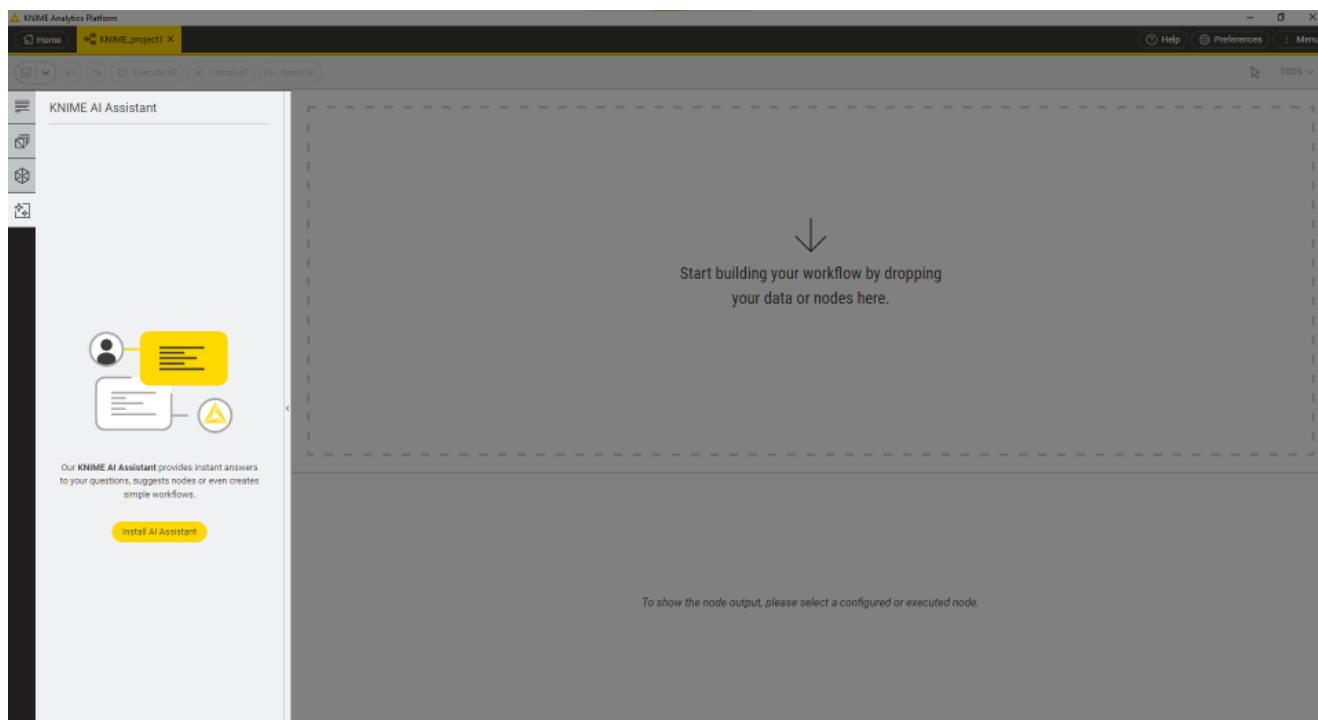 KNIME Analytics Platform
Home
KNIME_project1
Help
Preferences
Menu
Execute all
Cancel all
Reset all
100%
KNIME AI Assistant
Start building your workflow by dropping
your data or nodes here.
Our KNIME AI Assistant provides instant answers
to your questions, suggests nodes or even creates
simple workflows.
Install AI Assistant
To show the node output, please select a configured or executed node.